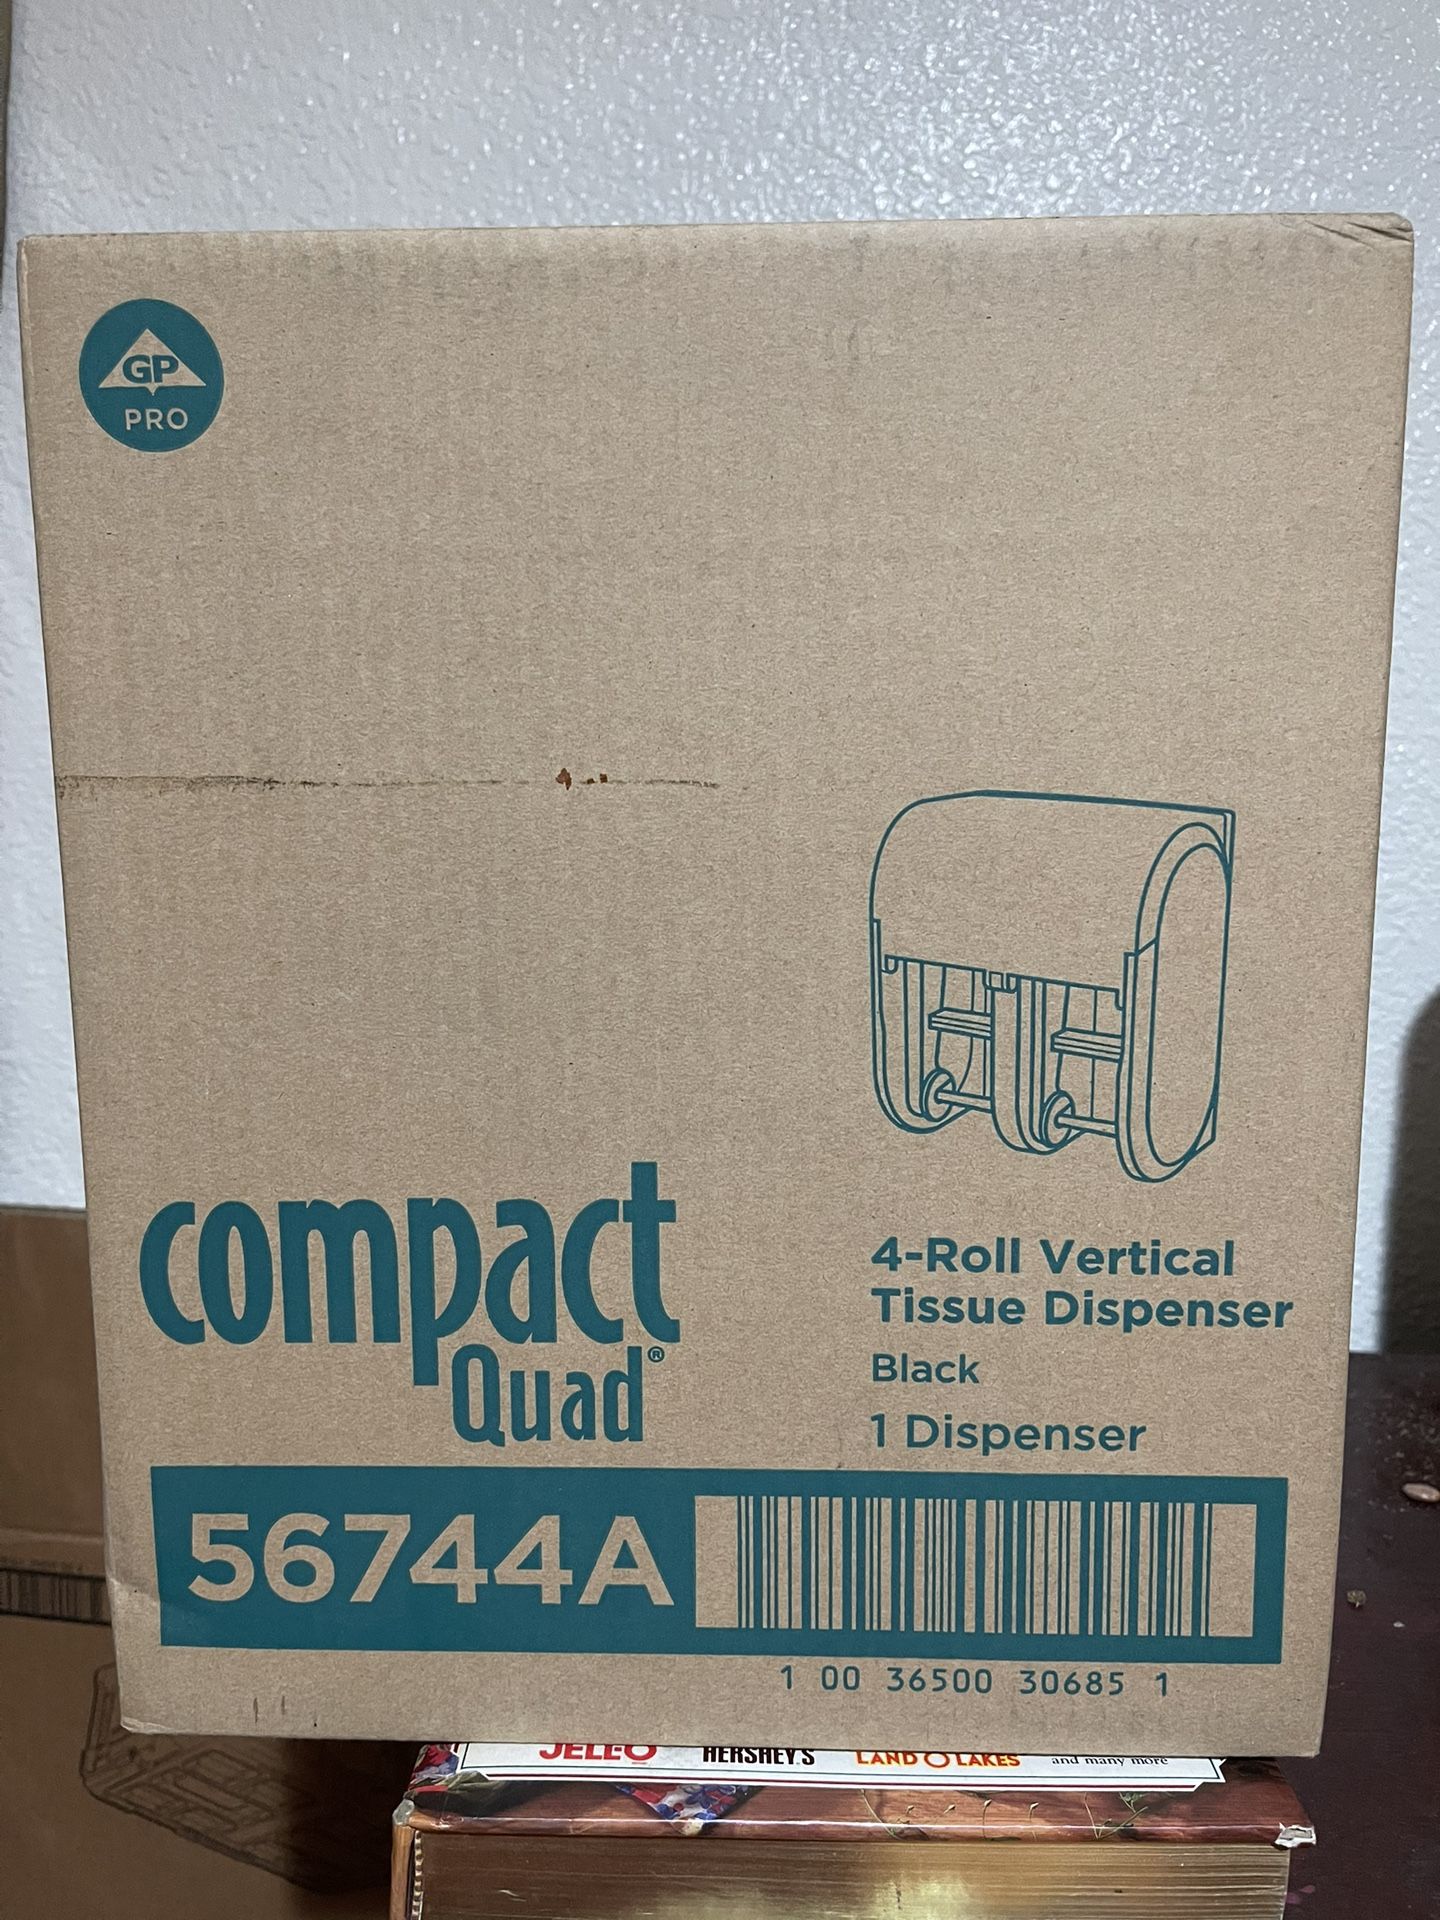 GP
PRO
compact
Quad®
4-Roll Vertical
Tissue Dispenser
Black
1 Dispenser
56744A
1 00 36500 30685 1
JELL-O HERSHEY'S LAND O LAKES and many more